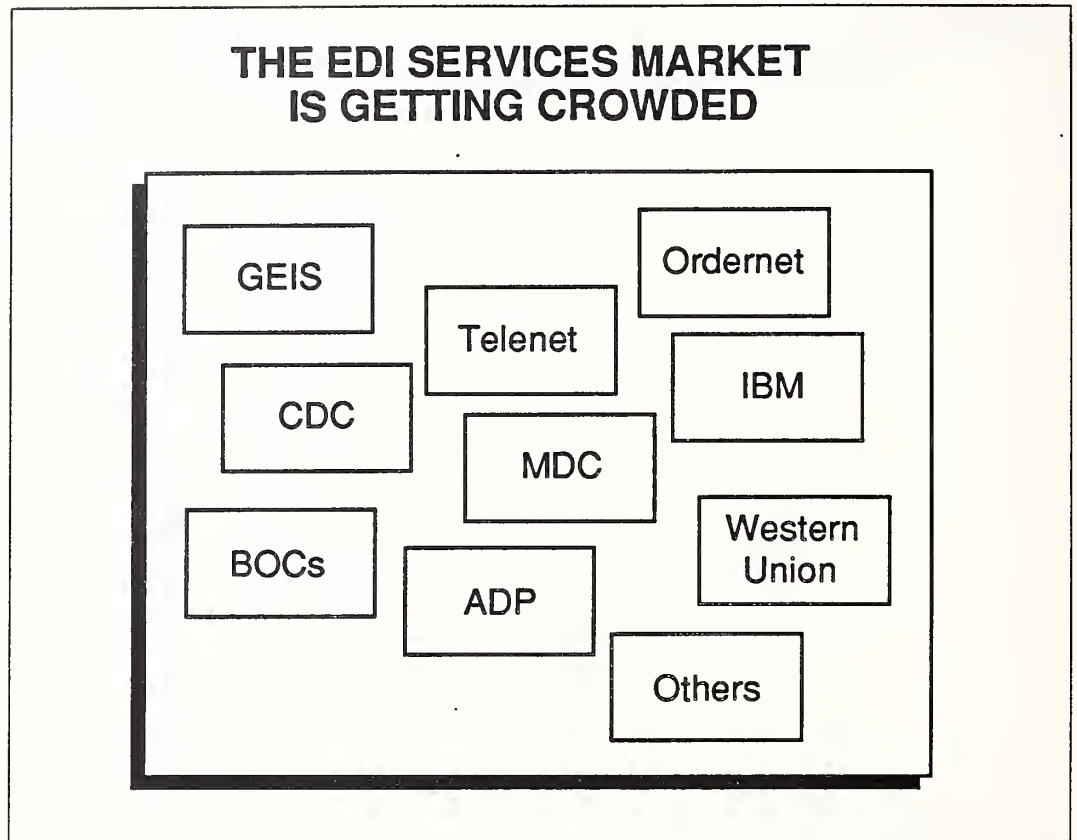 THE EDI SERVICES MARKET
IS GETTING CROWDED
GEIS
Ordernet
Telenet
IBM
CDC
MDC
Western
Union
BOCs
ADP
Others